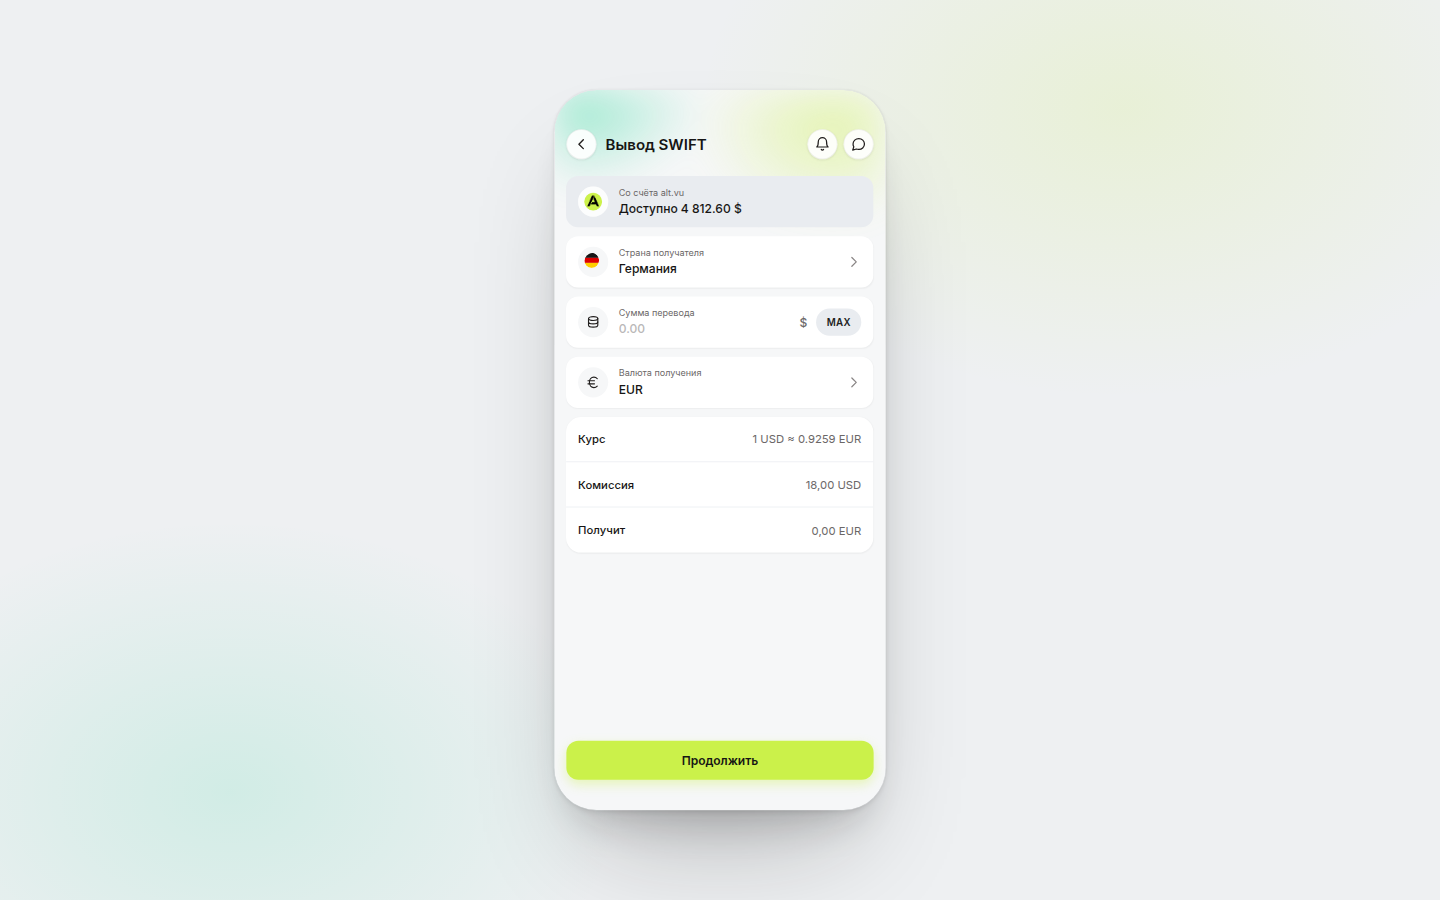 Вывод SWIFT
Со счёта alt.vu
Доступно 4 812.60 $
Страна получателя
Германия
Сумма перевода
0.00 $ MAX
Валюта получения
EUR
Курс 1 USD ≈ 0.9259 EUR
Комиссия 18,00 USD
Получит 0,00 EUR
Продолжить